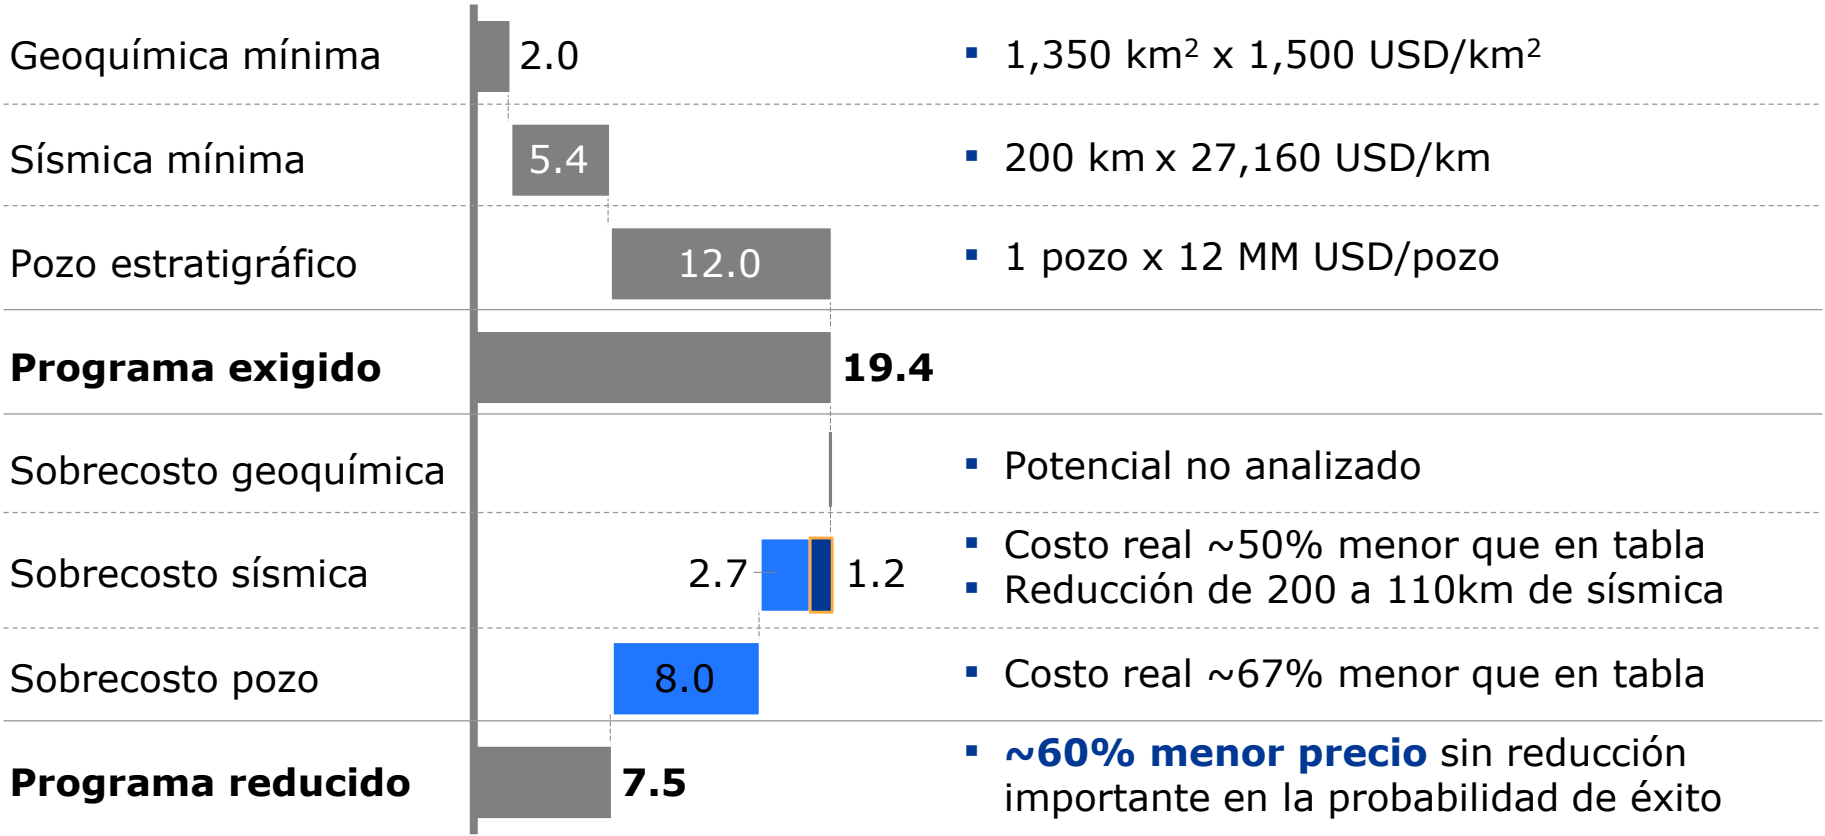 Geoquímica mínima 2.0 ▪ 1,350 km² x 1,500 USD/km²
Sísmica mínima 5.4 ▪ 200 km x 27,160 USD/km
Pozo estratigráfico 12.0 ▪ 1 pozo x 12 MM USD/pozo
Programa exigido 19.4
Sobrecosto geoquímica ▪ Potencial no analizado
Sobrecosto sísmica 2.7 1.2 ▪ Costo real ~50% menor que en tabla
▪ Reducción de 200 a 110km de sísmica
Sobrecosto pozo 8.0 ▪ Costo real ~67% menor que en tabla
Programa reducido 7.5 ▪ ~60% menor precio sin reducción
importante en la probabilidad de éxito